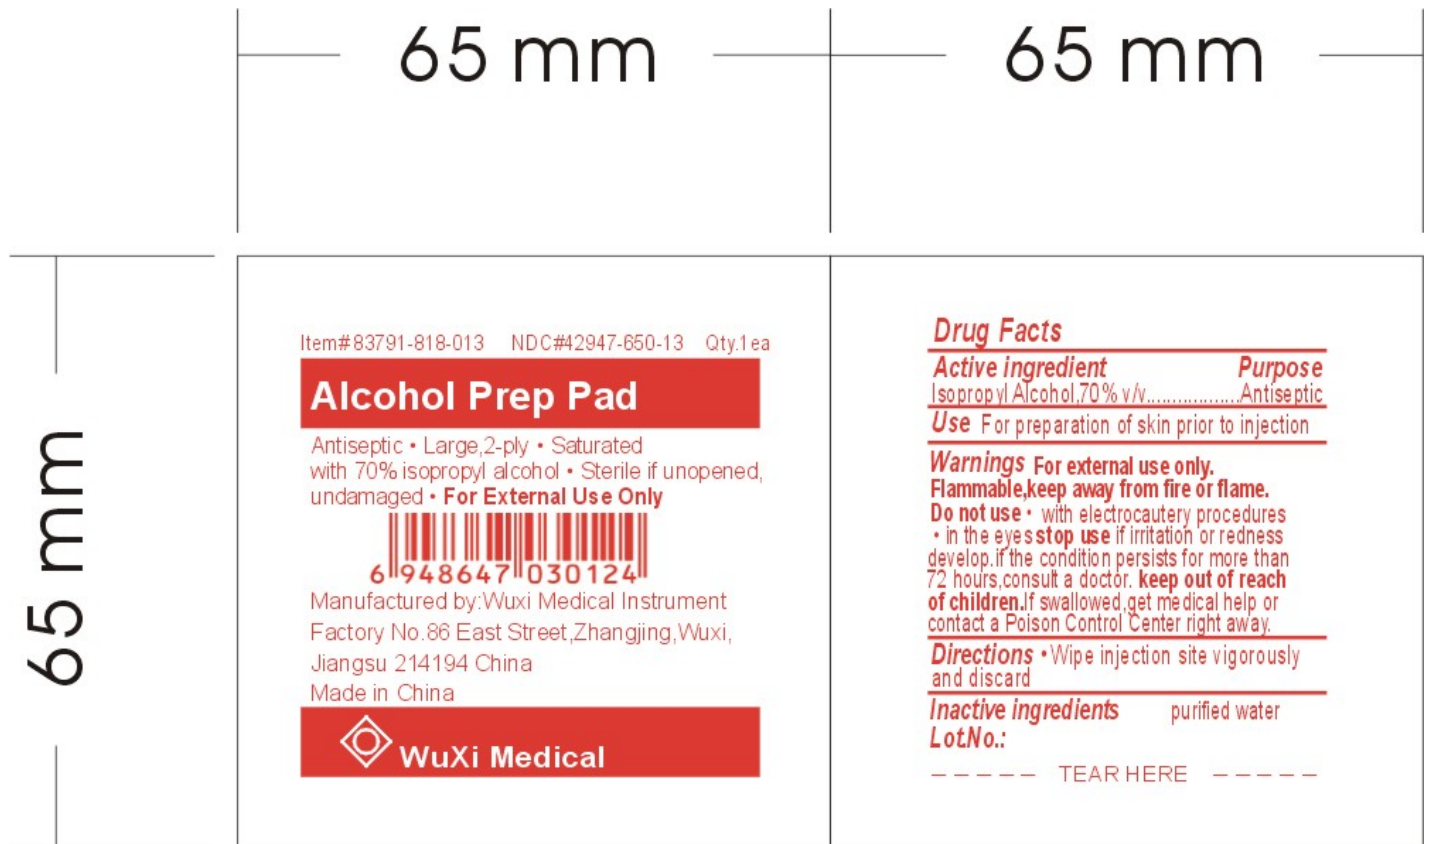 65 mm
65 mm
65 mm
Item# 83791-818-013 NDC#42947-650-13 Qty.1 ea
Alcohol Prep Pad
Antiseptic • Large,2-ply • Saturated
with 70% isopropyl alcohol • Sterile if unopened,
undamaged • For External Use Only
6 948647 030124
Manufactured by:Wuxi Medical Instrument
Factory No.86 East Street,Zhangjing,Wuxi,
Jiangsu 214194 China
Made in China
WuXi Medical
Drug Facts
Active ingredient Purpose
Isopropyl Alcohol,70% v/v..................Antiseptic
Use For preparation of skin prior to injection
Warnings For external use only.
Flammable,keep away from fire or flame.
Do not use • with electrocautery procedures
• in the eyes stop use if irritation or redness
develop.if the condition persists for more than
72 hours,consult a doctor. keep out of reach
of children.If swallowed,get medical help or
contact a Poison Control Center right away.
Directions • Wipe injection site vigorously
and discard
Inactive ingredients purified water
Lot.No.:
- - - - - TEAR HERE - - - - -